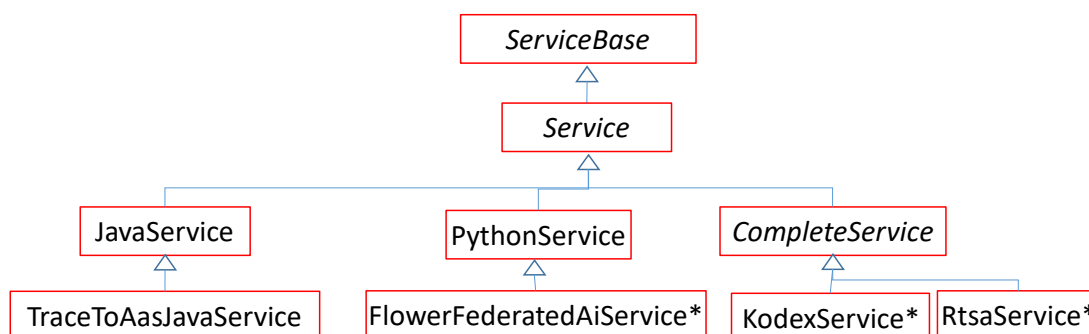 ServiceBase
Service
JavaService
PythonService
CompleteService
TraceToAasJavaService
FlowerFederatedAiService*
KodexService*
RtsaService*